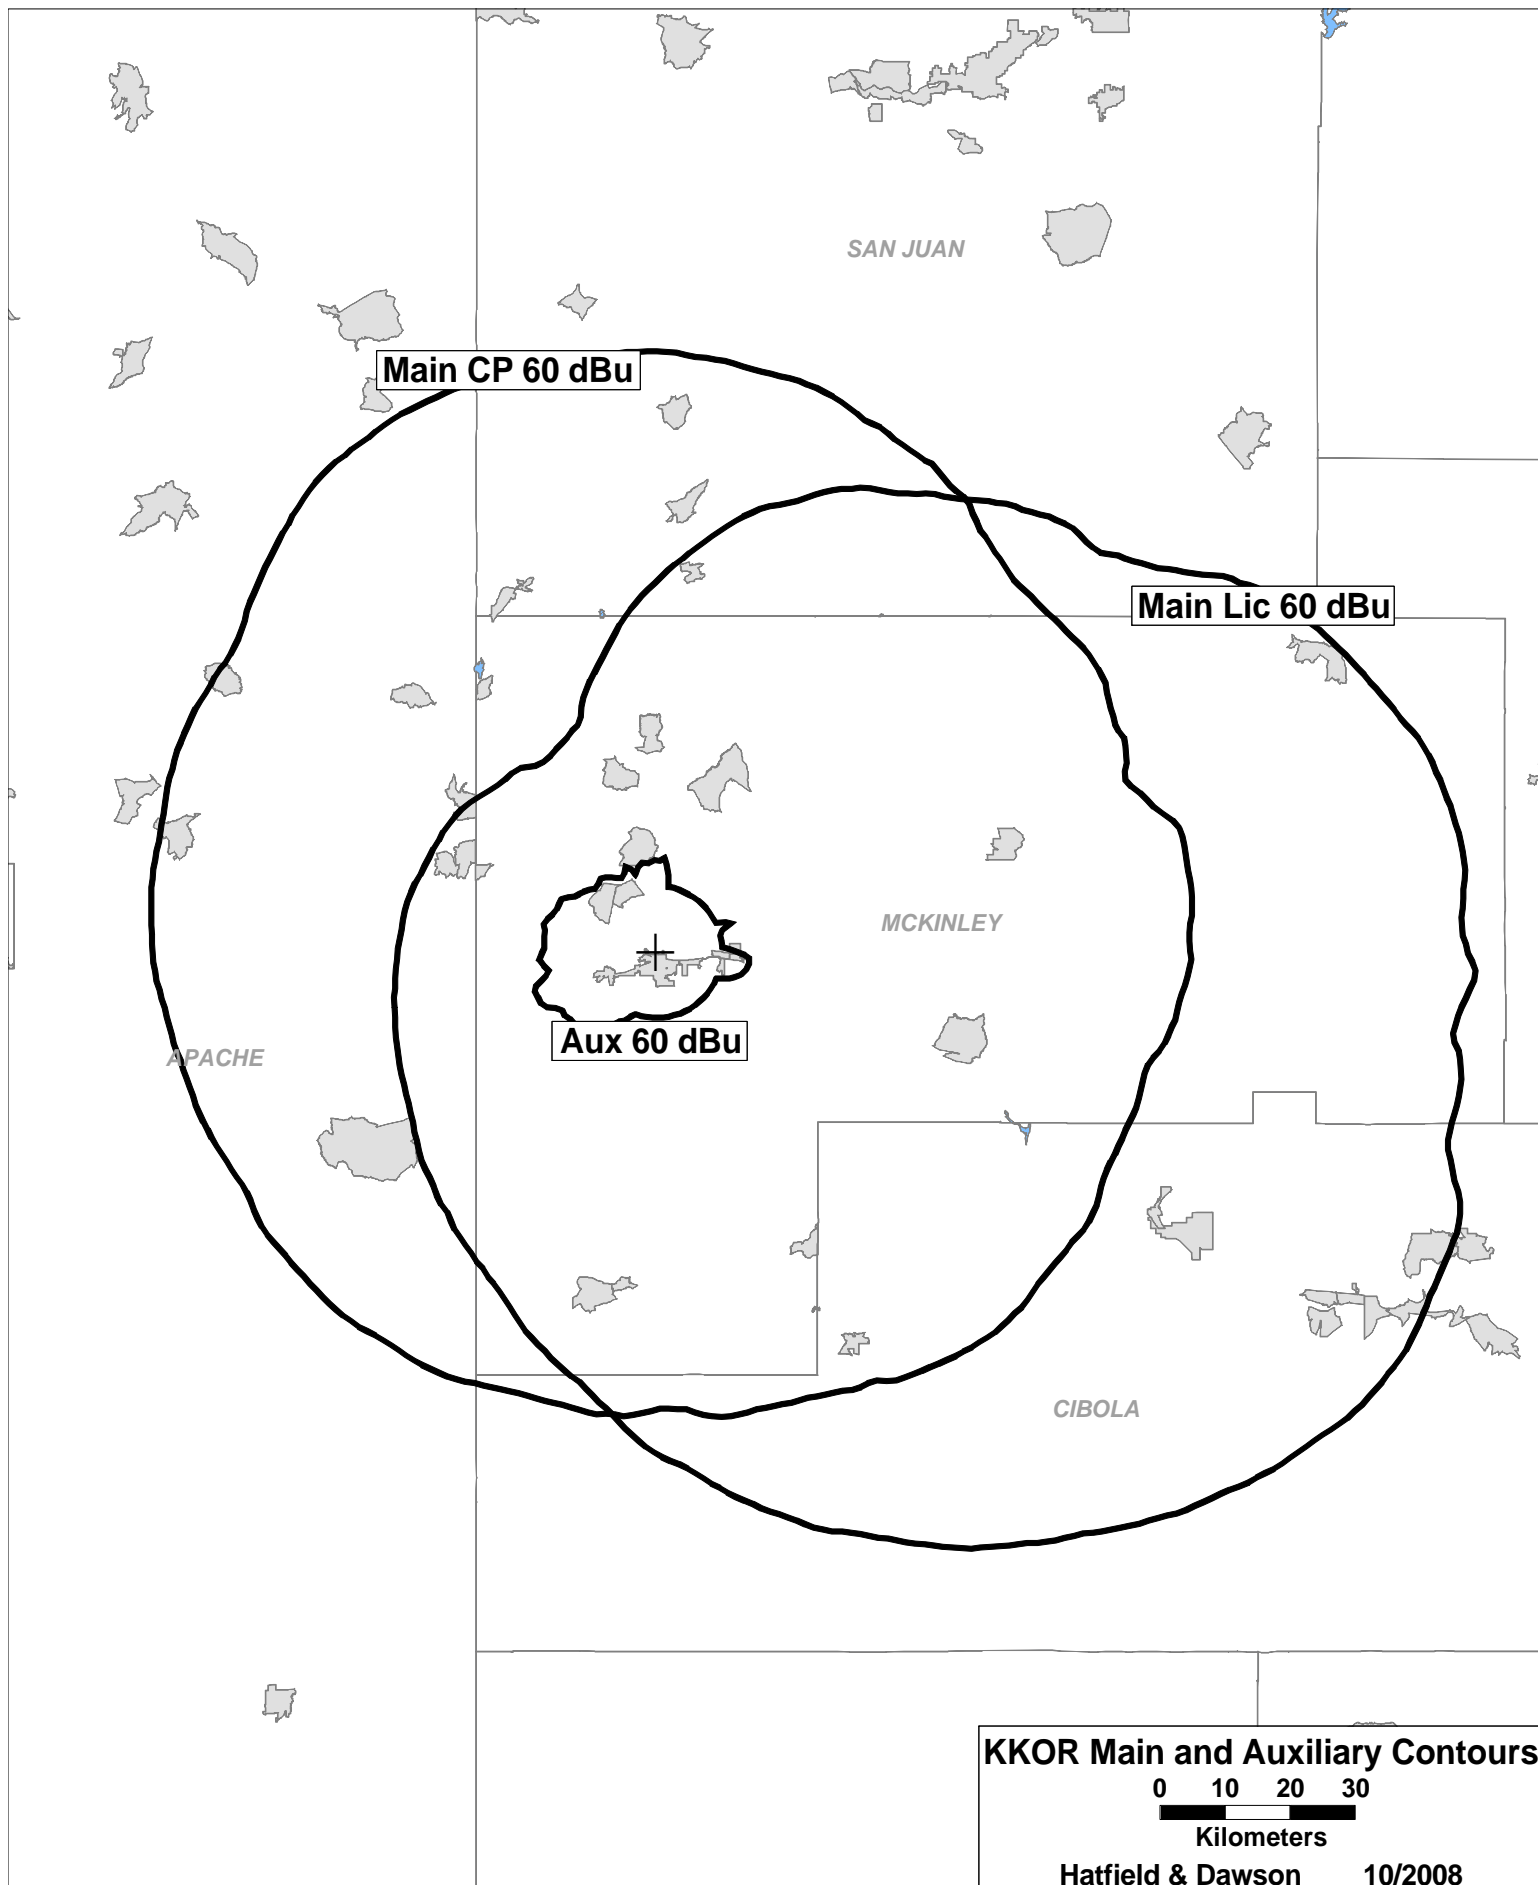 SAN JUAN
Main CP 60 dBu
Main Lic 60 dBu
MCKINLEY
Aux 60 dBu
APACHE
CIBOLA
KKOR Main and Auxiliary Contours
0 10 20 30
Kilometers
Hatfield & Dawson 10/2008